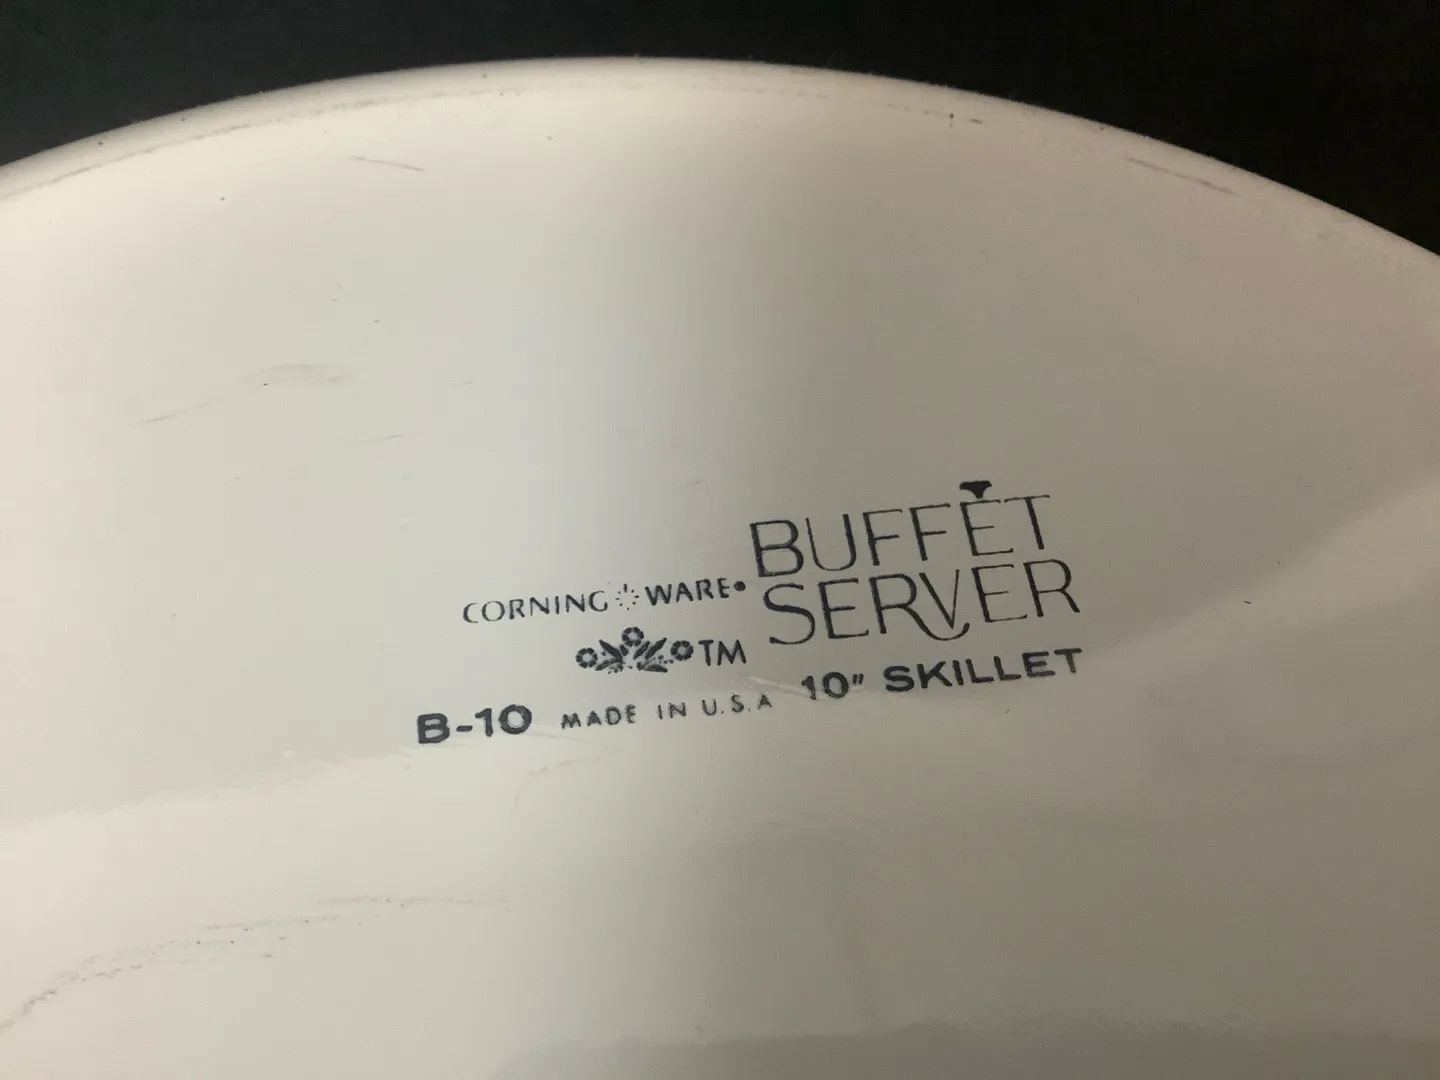 BUFFET
SERVER
CORNING WARE®
TM
B-10 MADE IN U.S.A 10" SKILLET